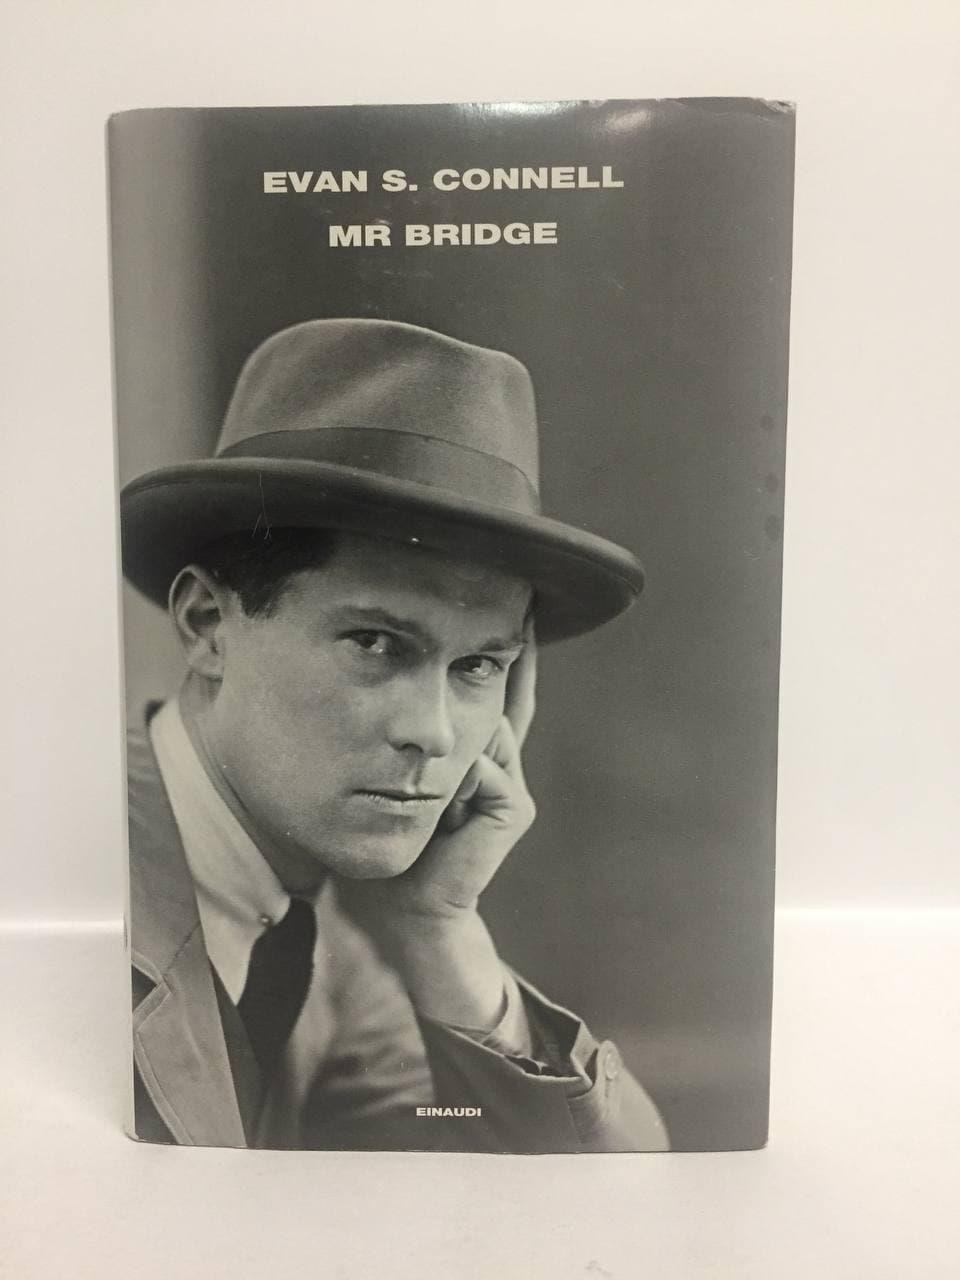 EVAN S. CONNELL
MR BRIDGE
EINAUDI